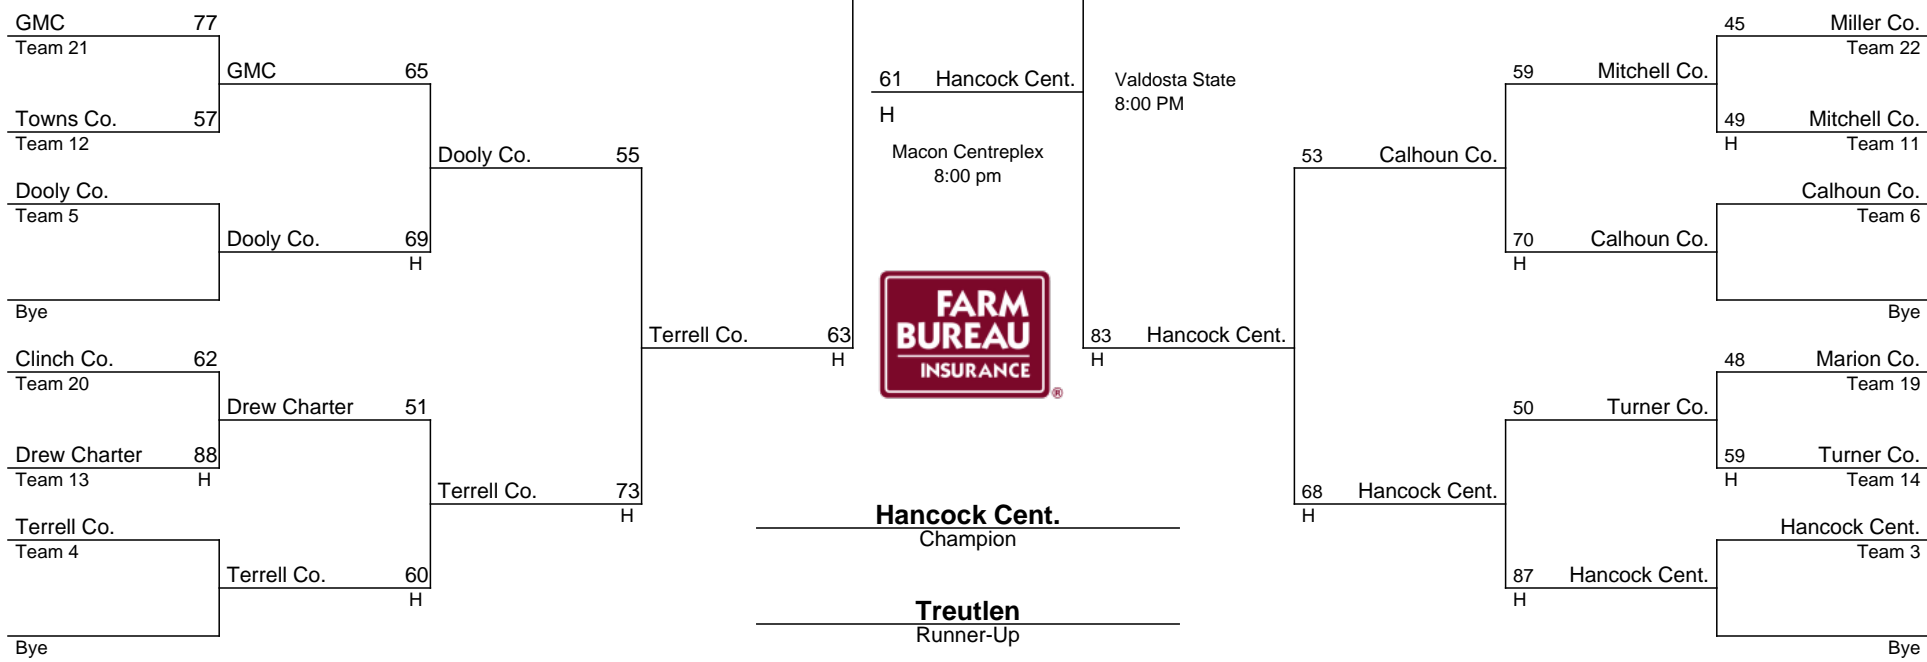 GMC 77
Team 21
GMC 65
Towns Co. 57
Team 12
Dooly Co. 55
Dooly Co.
Team 5
Dooly Co. 69
H
Bye
Terrell Co. 63
H
Clinch Co. 62
Team 20
Drew Charter 51
Drew Charter 88
Team 13 H
Terrell Co. 73
H
Terrell Co.
Team 4
Terrell Co. 60
H
Bye
61 Hancock Cent.
H
Valdosta State
8:00 PM
Macon Centreplex
8:00 pm
FARM
BUREAU
INSURANCE
®
Hancock Cent.
Champion
Treutlen
Runner-Up
45 Miller Co.
Team 22
59 Mitchell Co.
49 Mitchell Co.
H Team 11
53 Calhoun Co.
Calhoun Co.
Team 6
70 Calhoun Co.
H
Bye
83 Hancock Cent.
H
48 Marion Co.
Team 19
50 Turner Co.
59 Turner Co.
H Team 14
68 Hancock Cent.
H
Hancock Cent.
Team 3
87 Hancock Cent.
H
Bye